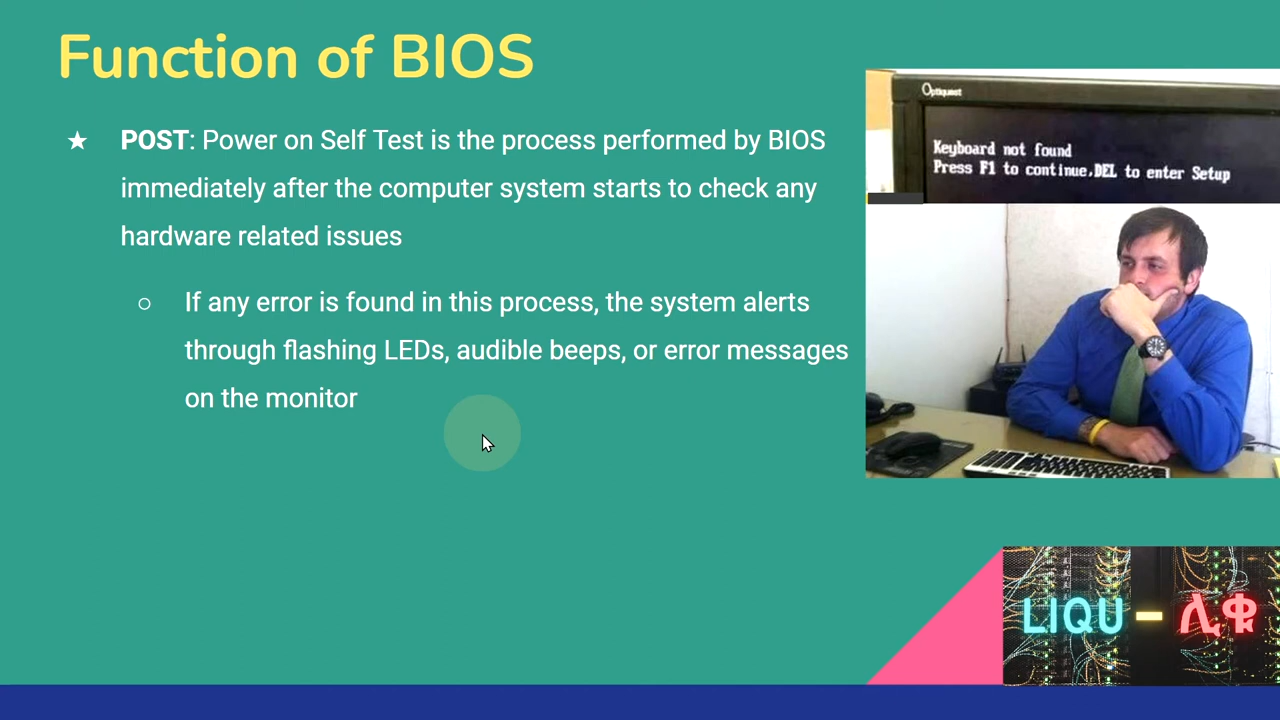 Function of BIOS
★ POST: Power on Self Test is the process performed by BIOS
immediately after the computer system starts to check any
hardware related issues
○ If any error is found in this process, the system alerts
through flashing LEDs, audible beeps, or error messages
on the monitor
Optiquest
Keyboard not found
Press F1 to continue,DEL to enter Setup
LIQU - ሊቁ